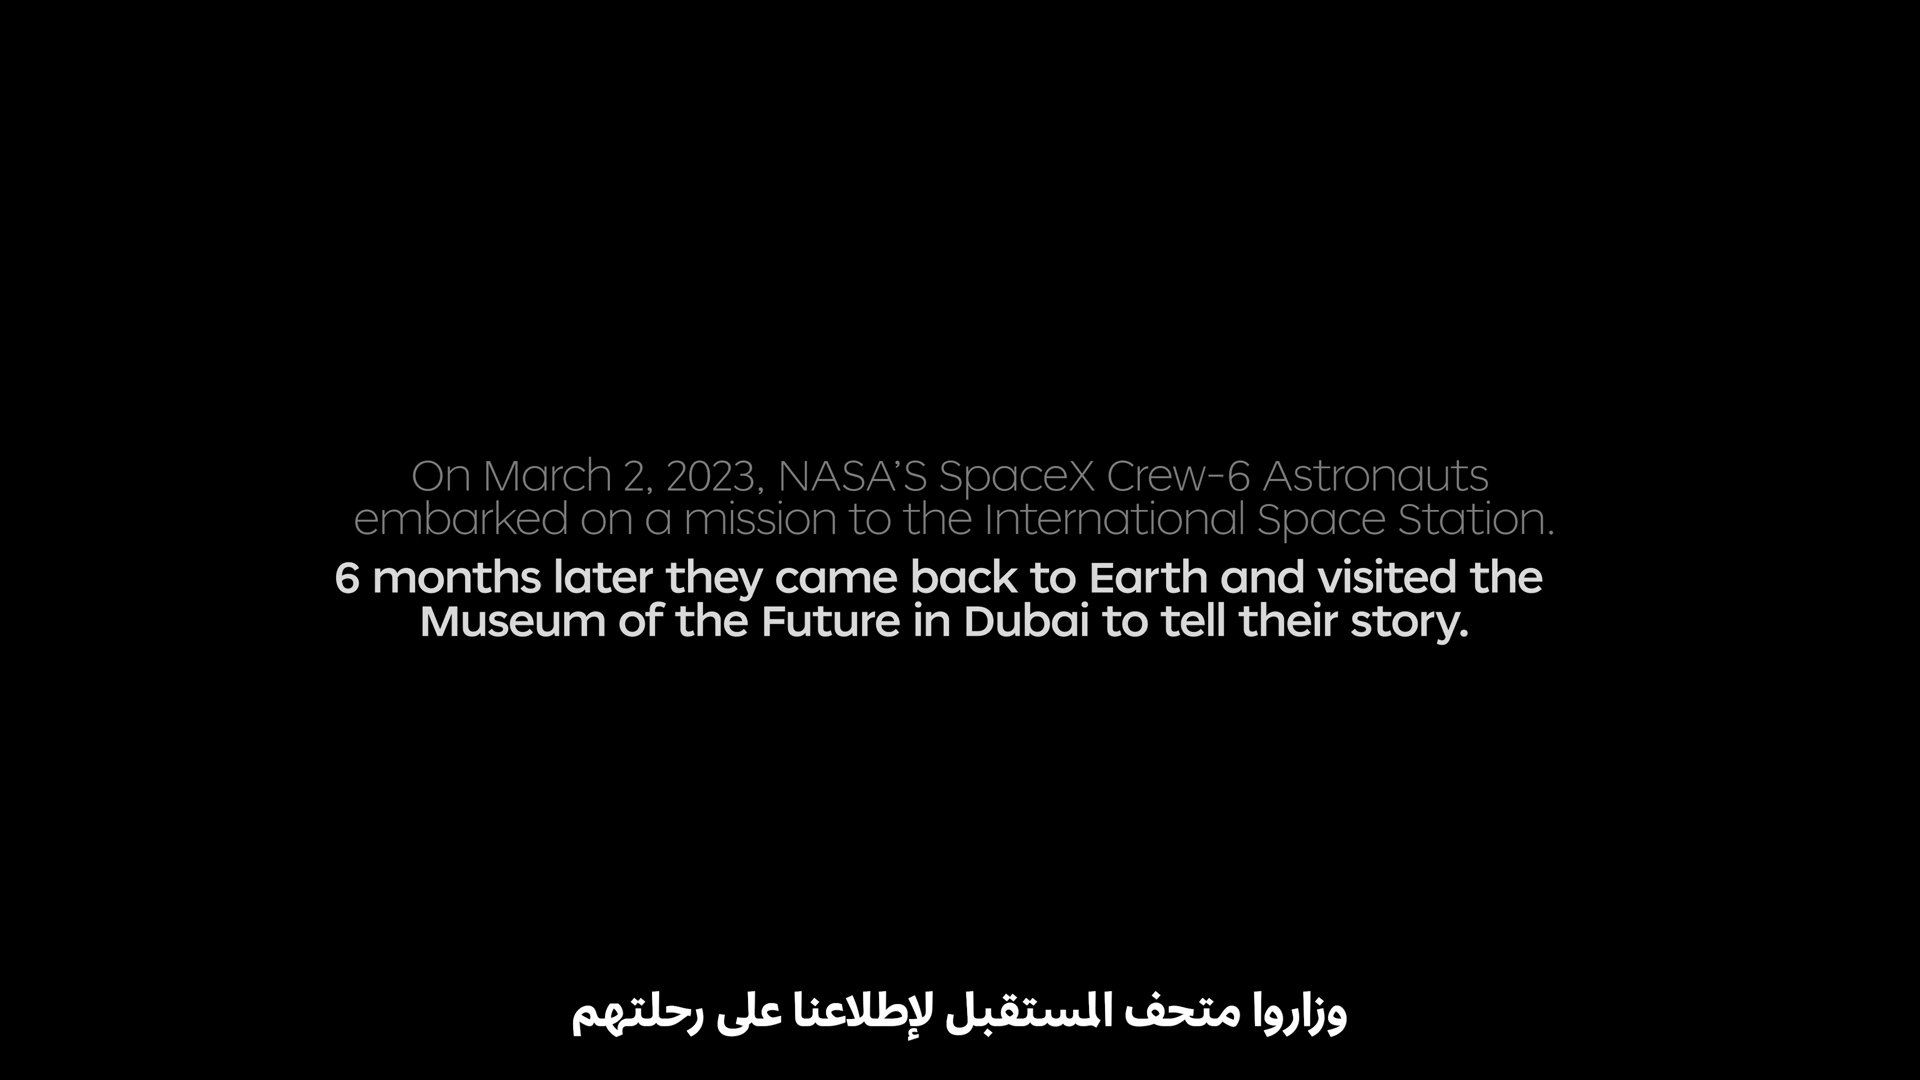 On March 2, 2023, NASA’S SpaceX Crew-6 Astronauts
embarked on a mission to the International Space Station.
6 months later they came back to Earth and visited the
Museum of the Future in Dubai to tell their story.
وزاروا متحف المستقبل لإطلاعنا على رحلتهم